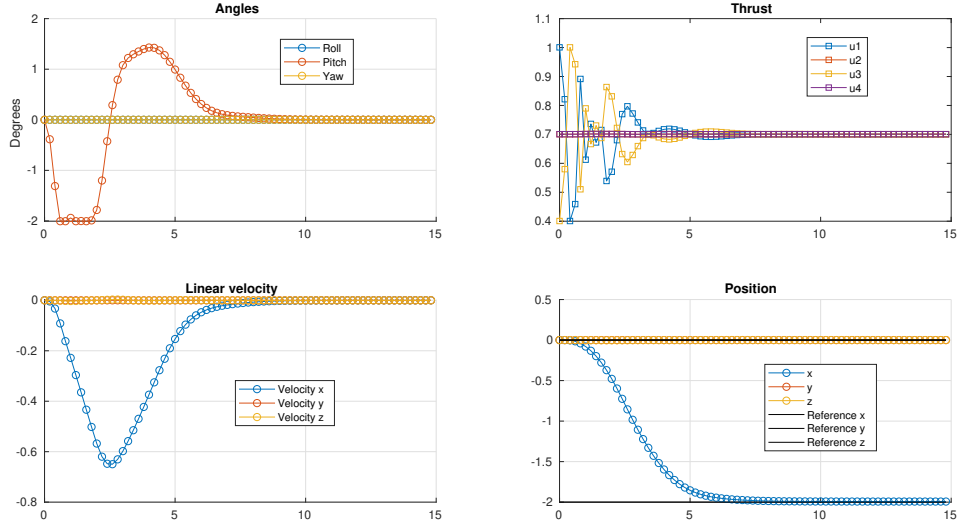 Angles
2
1
0
-1
-2
Degrees
0
5
10
15
Roll
Pitch
Yaw
Thrust
1.1
1
0.9
0.8
0.7
0.6
0.5
0.4
0
5
10
15
u1
u2
u3
u4
Linear velocity
0
-0.2
-0.4
-0.6
-0.8
0
5
10
15
Velocity x
Velocity y
Velocity z
Position
0.5
0
-0.5
-1
-1.5
-2
0
5
10
15
x
y
z
Reference x
Reference y
Reference z